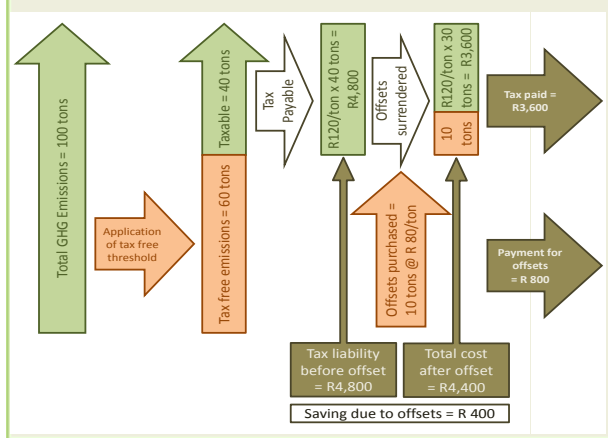 Total GHG Emissions = 100 tons
Application
of tax free
threshold
Taxable = 40 tons
Tax free emissions = 60 tons
Tax
Payable
R120/ton x 40 tons =
R4,800
Offsets
surrendered
R120/ton x 30
tons = R3,600
10
tons
Tax paid =
R3,600
Offsets purchased =
10 tons @ R 80/ton
Payment for
offsets
= R 800
Tax liability
before offset
= R4,800
Total cost
after offset
= R4,400
Saving due to offsets = R 400